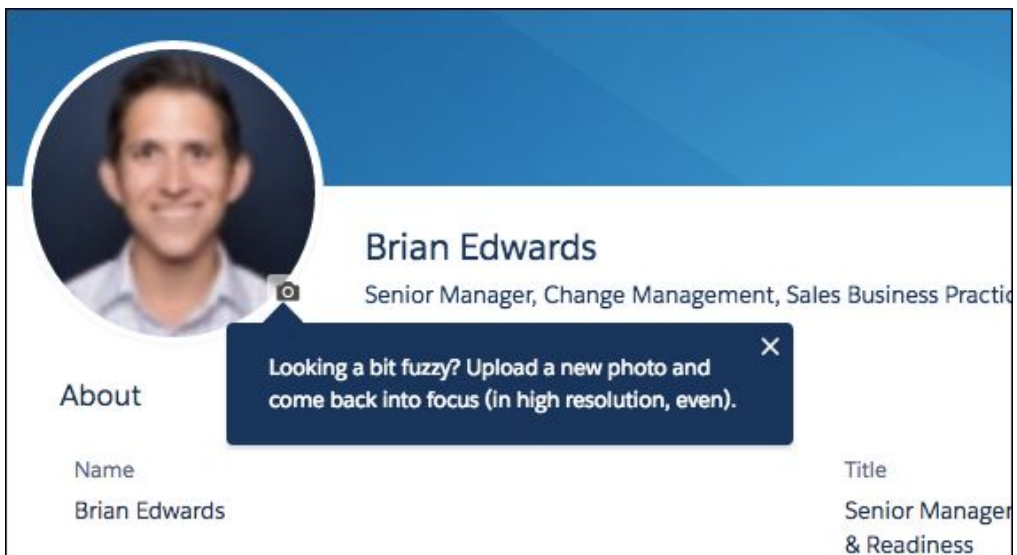 Brian Edwards
Senior Manager, Change Management, Sales Business
Looking a bit fuzzy? Upload a new photo and
come back into focus (in high resolution, even).
About
Name
Brian Edwards
Title
Senior Manager
& Readiness